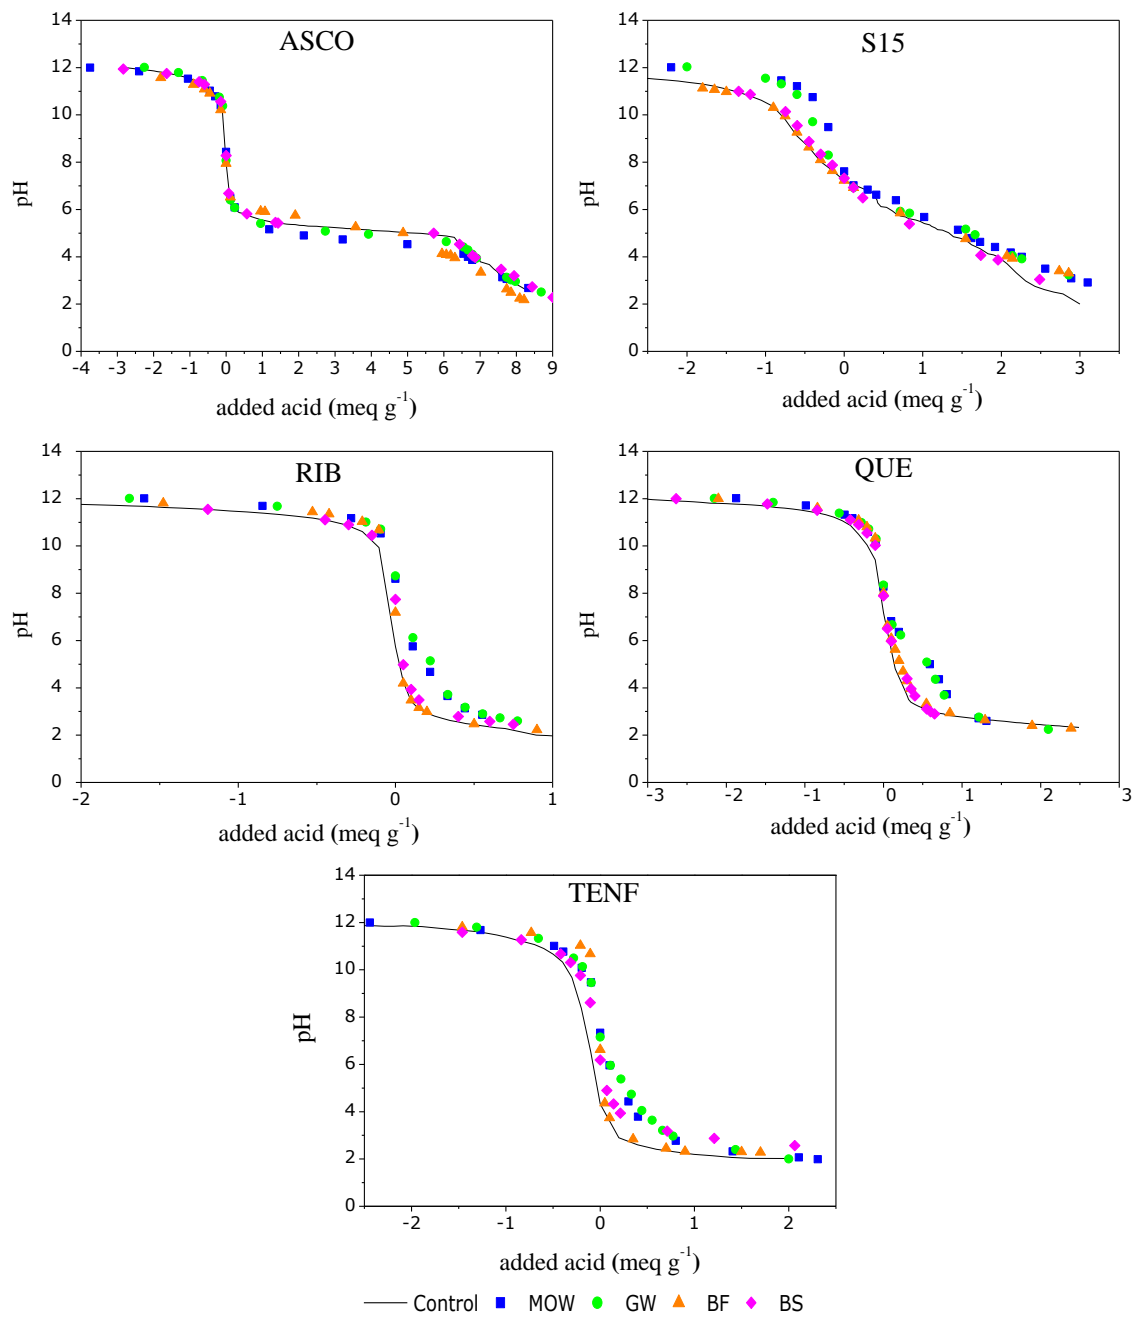 ASCO
14
12
10
8
6
4
2
0
pH
-4 -3 -2 -1 0 1 2 3 4 5 6 7 8 9
added acid (meq g-1)
S15
14
12
10
8
6
4
2
0
pH
-2 -1 0 1 2 3
added acid (meq g-1)
RIB
14
12
10
8
6
4
2
0
pH
-2 -1 0 1
added acid (meq g-1)
QUE
14
12
10
8
6
4
2
0
pH
-3 -2 -1 0 1 2 3
added acid (meq g-1)
TENF
14
12
10
8
6
4
2
0
pH
-2 -1 0 1 2
added acid (meq g-1)
Control MOW GW BF BS